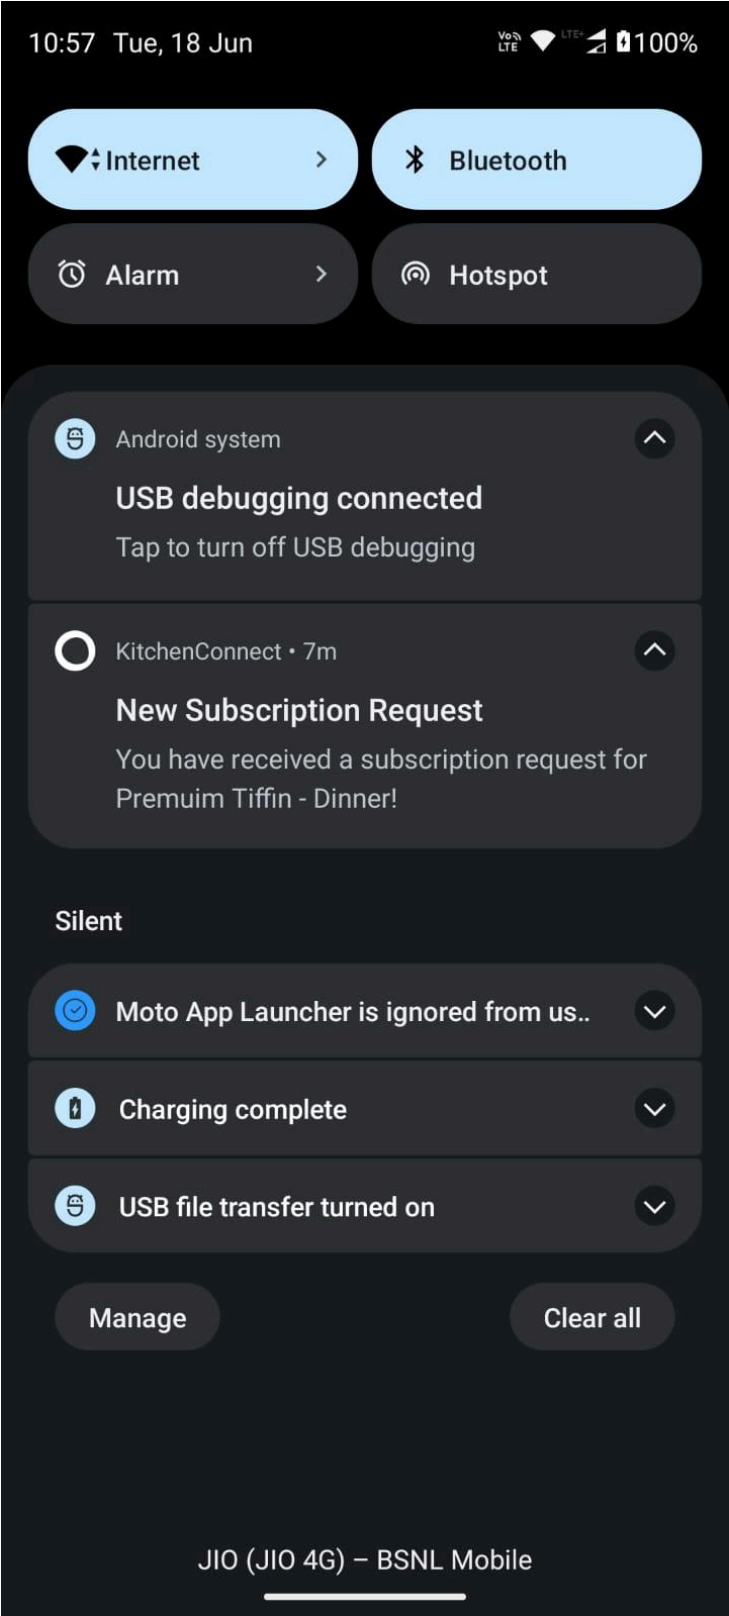 10:57 Tue, 18 Jun Vo LTE LTE+ 100%
Internet Bluetooth
Alarm Hotspot
Android system
USB debugging connected
Tap to turn off USB debugging
KitchenConnect • 7m
New Subscription Request
You have received a subscription request for
Premuim Tiffin - Dinner!
Silent
Moto App Launcher is ignored from us..
Charging complete
USB file transfer turned on
Manage Clear all
JIO (JIO 4G) – BSNL Mobile